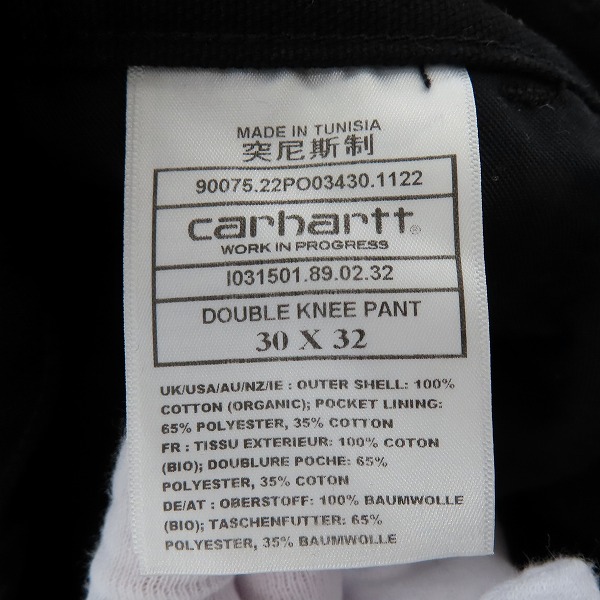 MADE IN TUNISIA
突尼斯制
90075.22PO03430.1122
carhartt®
WORK IN PROGRESS
I031501.89.02.32
DOUBLE KNEE PANT
30 X 32
UK/USA/AU/NZ/IE : OUTER SHELL: 100%
COTTON (ORGANIC); POCKET LINING:
65% POLYESTER, 35% COTTON
FR : TISSU EXTERIEUR: 100% COTON
(BIO); DOUBLURE POCHE: 65%
POLYESTER, 35% COTON
DE/AT : OBERSTOFF: 100% BAUMWOLLE
(BIO); TASCHENFUTTER: 65%
POLYESTER, 35% BAUMWOLLE